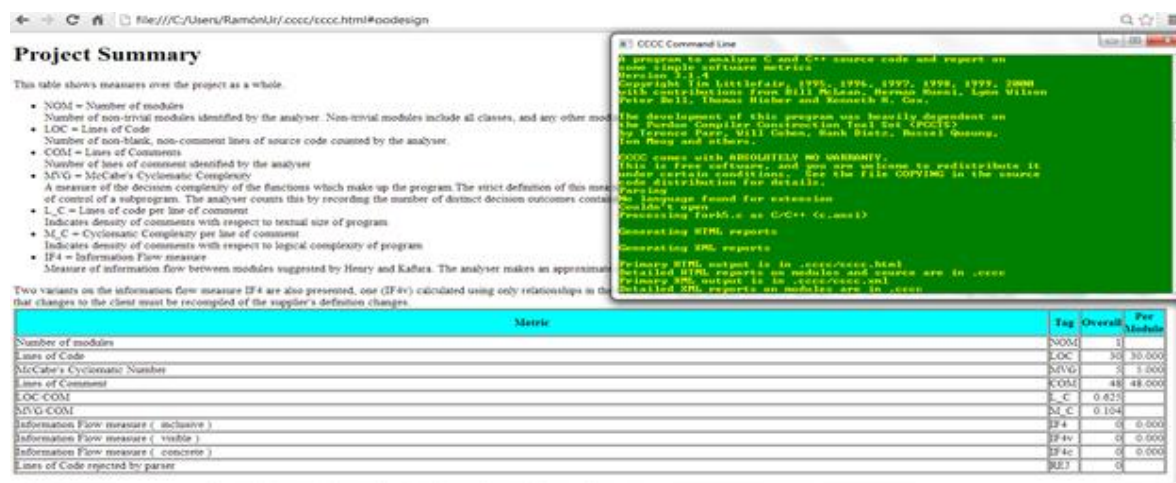 file:///C:/Users/RamónUr/.cccc/cccc.html#oodesign
Project Summary
This table shows measures over the project as a whole.
NOM = Number of modules
Number of non-trivial modules identified by the analyser. Non-trivial modules include all classes, and any other mod
LOC = Lines of Code
Number of non-blank, non-comment lines of source code counted by the analyser.
COM = Lines of Comments
Number of lines of comment identified by the analyser
MVG = McCabe's Cyclomatic Complexity
A measure of the decision complexity of the functions which make up the program.The strict definition of this meas
of control of a subprogram. The analyser counts this by recording the number of distinct decision outcomes contai
L_C = Lines of code per line of comment
Indicates density of comments with respect to textual size of program
M_C = Cyclomatic Complexity per line of comment
Indicates density of comments with respect to logical complexity of program
IF4 = Information Flow measure
Measure of information flow between modules suggested by Henry and Kafura. The analyser makes an approximate
Two variants on the information flow measure IF4 are also presented, one (IF4v) calculated using only relationships in the
that changes to the client must be recompiled of the supplier's definition changes.
CCCC Command Line
A program to analyse C and C++ source code and report on
some simple software metrics
Version 3.1.4
Copyright Tim Littlefair, 1995, 1996, 1997, 1998, 1999, 2000
with contributions from Bill McLean, Herman Hueni, Lynn Wilson
Peter Bell, Thomas Hieber and Kenneth H. Cox.
The development of this program was heavily dependent on
the Purdue Compiler Construction Tool Set (PCCTS)
by Terence Parr, Will Cohen, Hank Dietz, Russel Quoung,
Tom Moog and others.
CCCC comes with ABSOLUTELY NO WARRANTY.
This is free software, and you are welcome to redistribute it
under certain conditions. See the file COPYING in the source
code distribution for details.
Parsing
No language found for extension
Couldn't open
Processing fork5.c as C/C++ (c.ansi)
Generating HTML reports
Generating XML reports
Primary HTML output is in .cccc/cccc.html
Detailed HTML reports on modules and source are in .cccc
Primary XML output is in .cccc/cccc.xml
Detailed XML reports on modules are in .cccc
Metric Tag Overall Per Module
Number of modules NOM 1
Lines of Code LOC 30 30.000
McCabe's Cyclomatic Number MVG 5 5.000
Lines of Comment COM 48 48.000
LOC/COM L_C 0.625
MVG/COM M_C 0.104
Information Flow measure ( inclusive ) IF4 0 0.000
Information Flow measure ( visible ) IF4v 0 0.000
Information Flow measure ( concrete ) IF4c 0 0.000
Lines of Code rejected by parser REJ 0